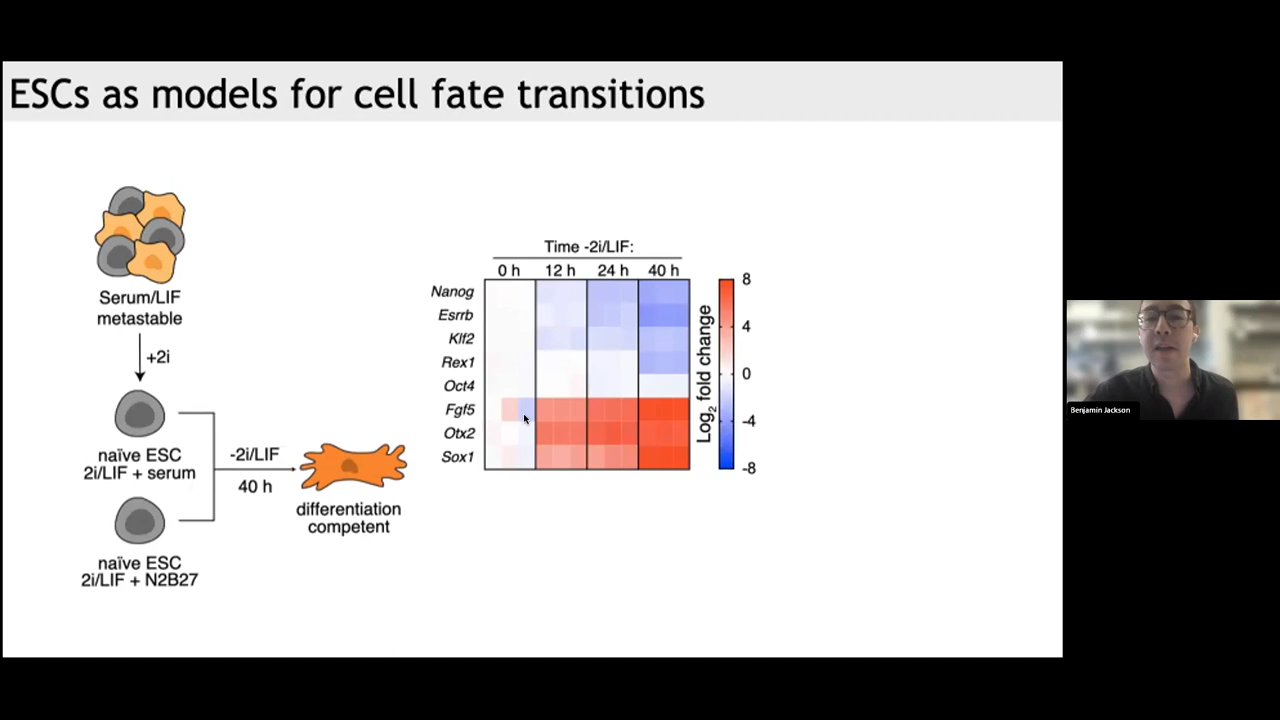 ESCs as models for cell fate transitions
Serum/LIF
metastable
+2i
naïve ESC
2i/LIF + serum
naïve ESC
2i/LIF + N2B27
-2i/LIF
40 h
differentiation
competent
Time -2i/LIF:
0 h 12 h 24 h 40 h
Nanog
Esrrb
Klf2
Rex1
Oct4
Fgf5
Otx2
Sox1
8
4
0
-4
-8
Log2 fold change
Benjamin Jackson